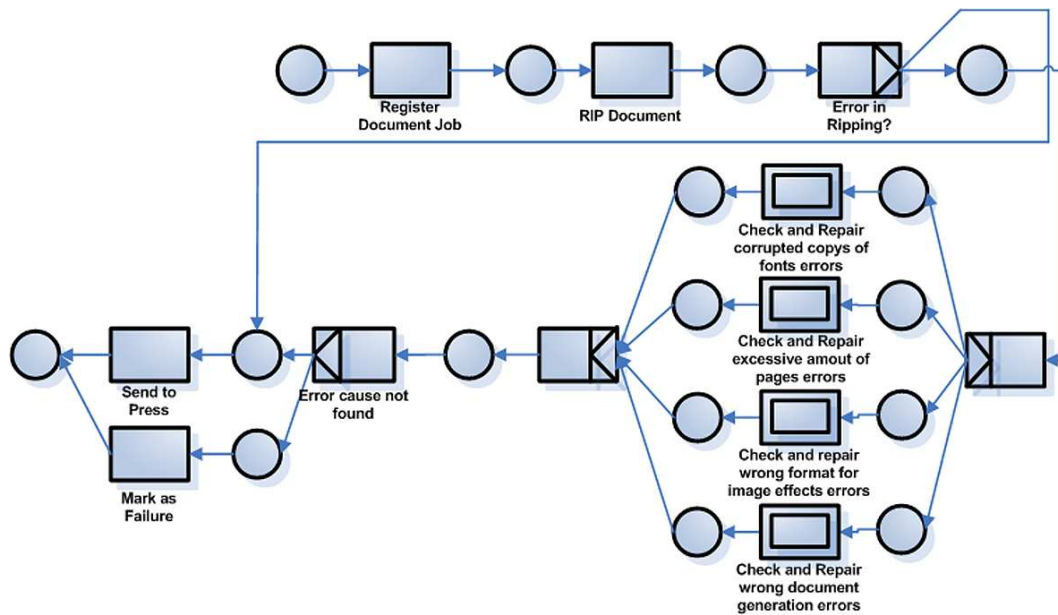 Register
Document Job
RIP Document
Error in
Ripping?
Check and Repair
corrupted copys of
fonts errors
Check and Repair
excessive amout of
pages errors
Error cause not
found
Send to
Press
Check and repair
wrong format for
image effects errors
Mark as
Failure
Check and Repair
wrong document
generation errors